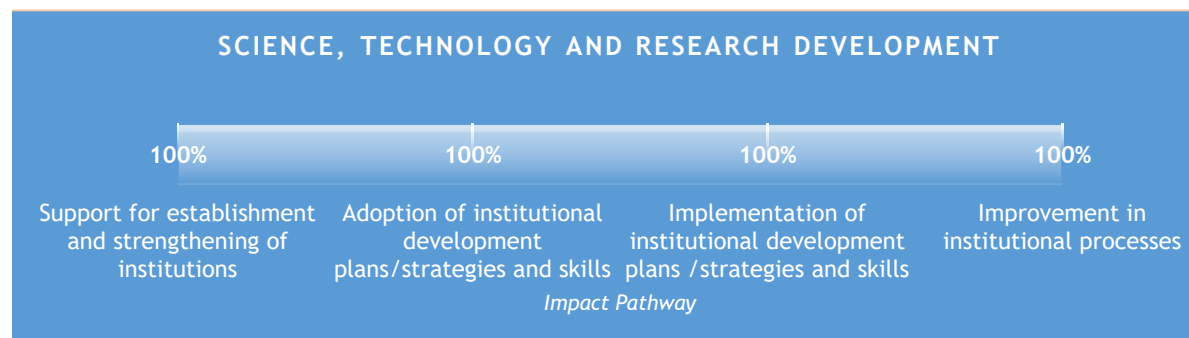 SCIENCE, TECHNOLOGY AND RESEARCH DEVELOPMENT
100%
100%
100%
100%
Support for establishment
and strengthening of
institutions
Adoption of institutional
development
plans/strategies and skills
Implementation of
institutional development
plans /strategies and skills
Improvement in
institutional processes
Impact Pathway